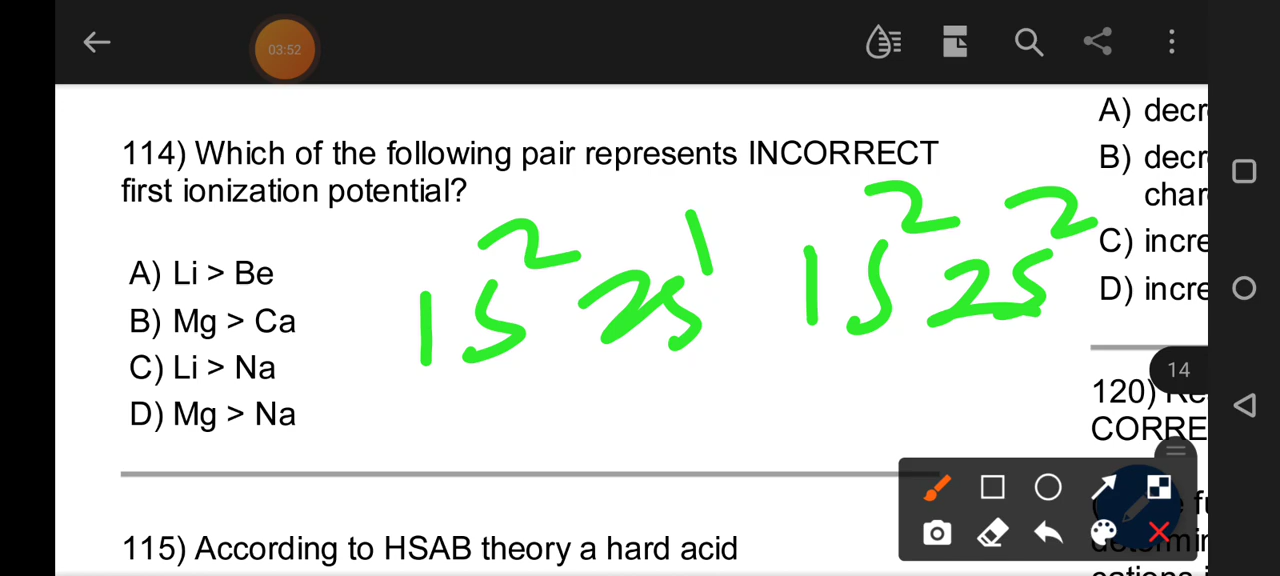 03:52
114) Which of the following pair represents INCORRECT
first ionization potential?
1s² 2s¹ 1s² 2s²
A) Li > Be
B) Mg > Ca
C) Li > Na
D) Mg > Na
115) According to HSAB theory a hard acid
A) decr
B) decr
char
C) incre
D) incre
14
120)
CORRE